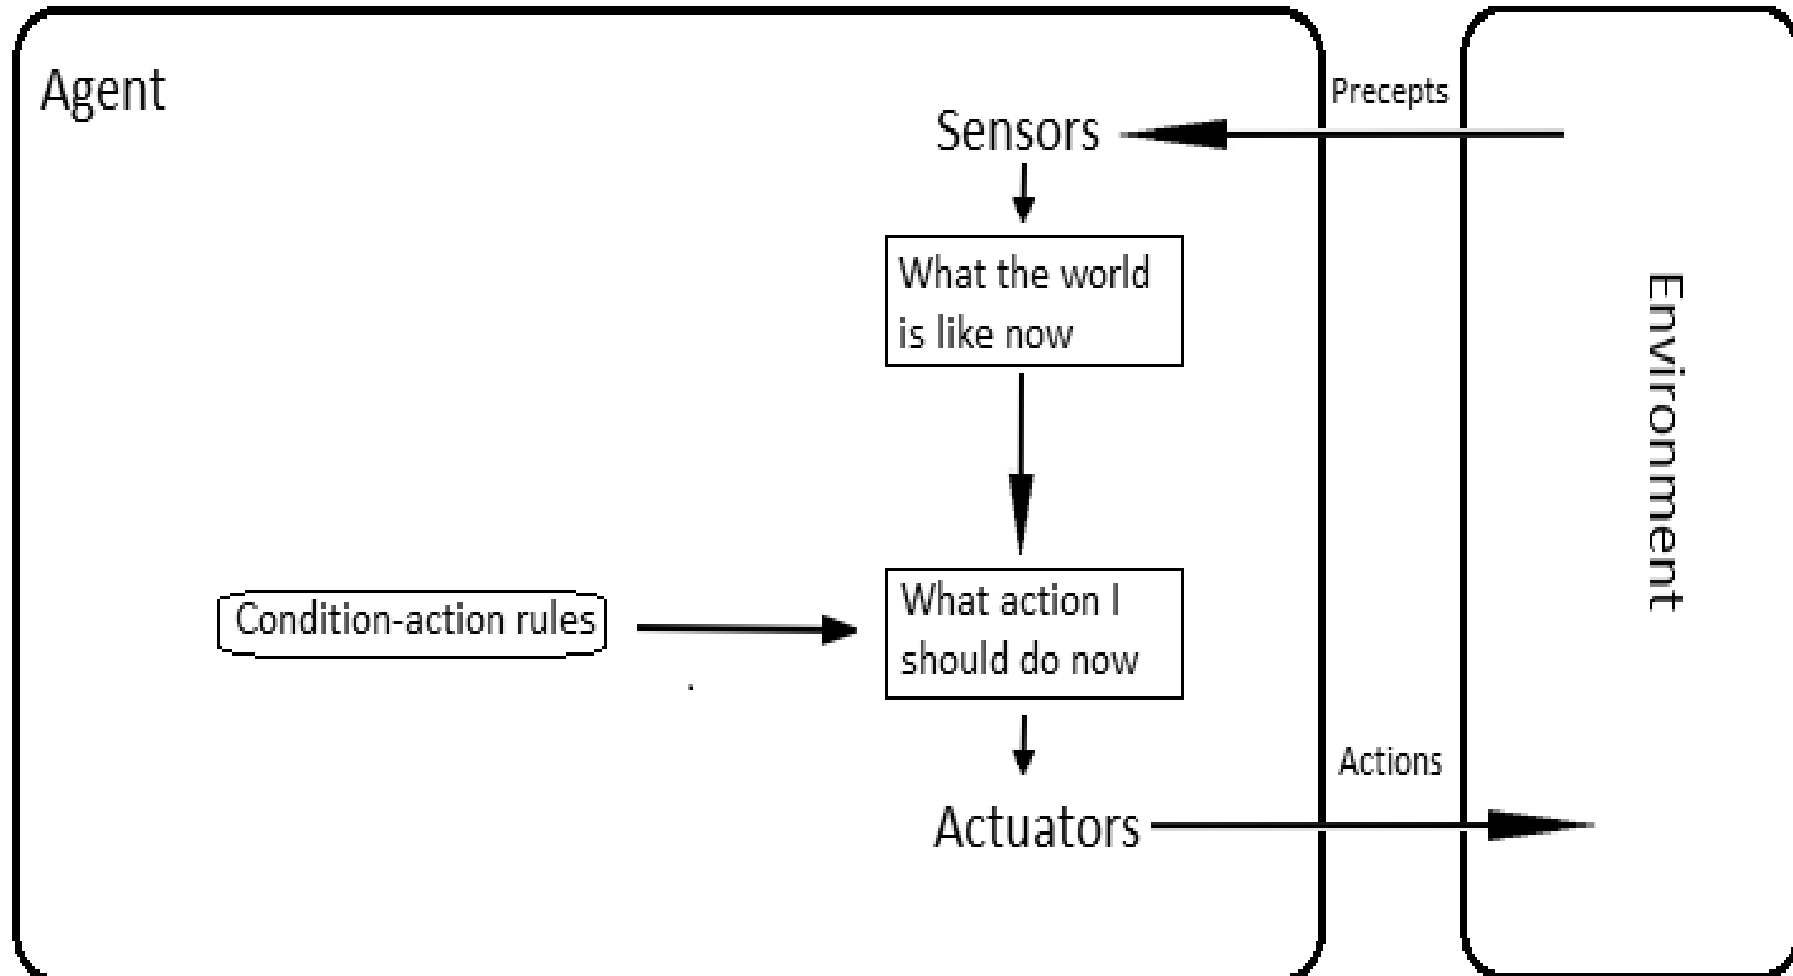 Agent
Precepts
Sensors
What the world
is like now
Environment
Condition-action rules
What action I
should do now
Actions
Actuators